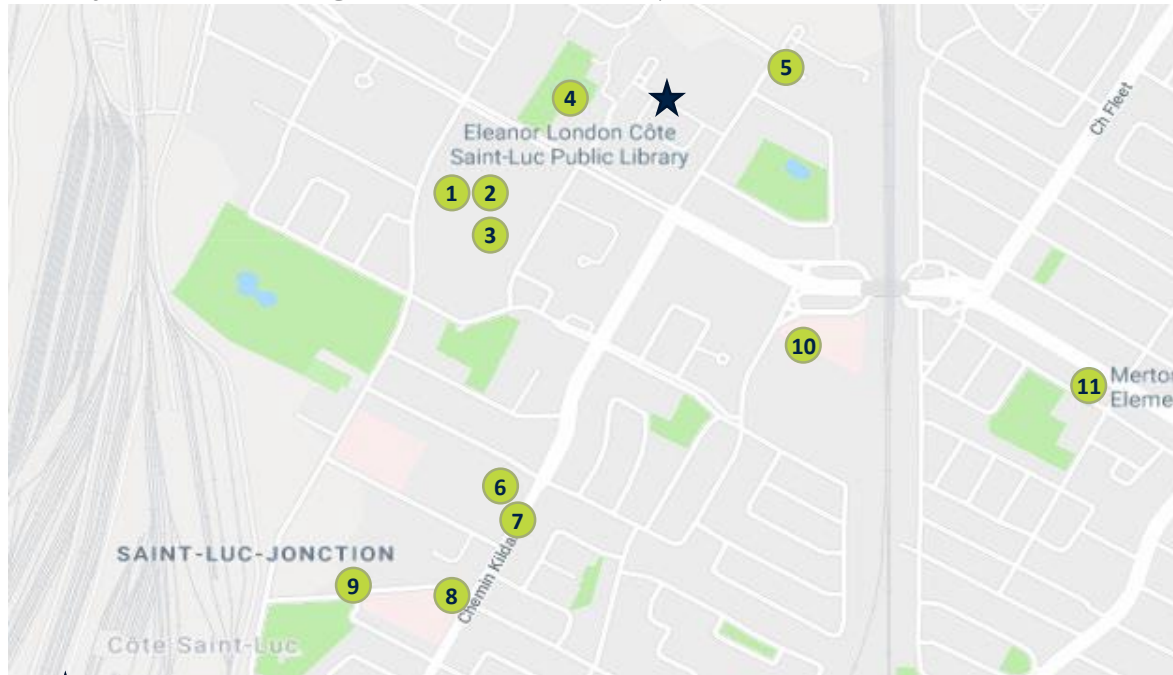 5
4
Ch Fleet
Eleanor London Côte
Saint-Luc Public Library
1
2
3
10
11
Merto
Eleme
6
7
SAINT-LUC-JONCTION
9
8
Chemin Kilda
Côte Saint-Luc